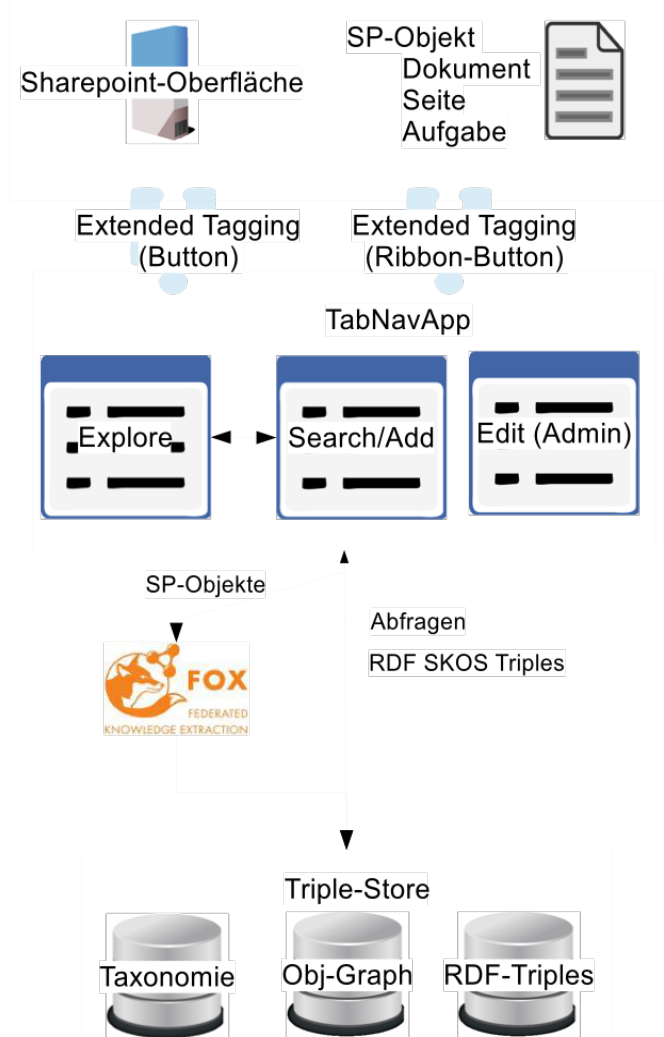 Sharepoint-Oberfläche
SP-Objekt
Dokument
Seite
Aufgabe
Extended Tagging
(Button)
Extended Tagging
(Ribbon-Button)
TabNavApp
Explore
Search/Add
Edit (Admin)
SP-Objekte
Abfragen
RDF SKOS Triples
FOX
FEDERATED
KNOWLEDGE EXTRACTION
Triple-Store
Taxonomie
Obj-Graph
RDF-Triples